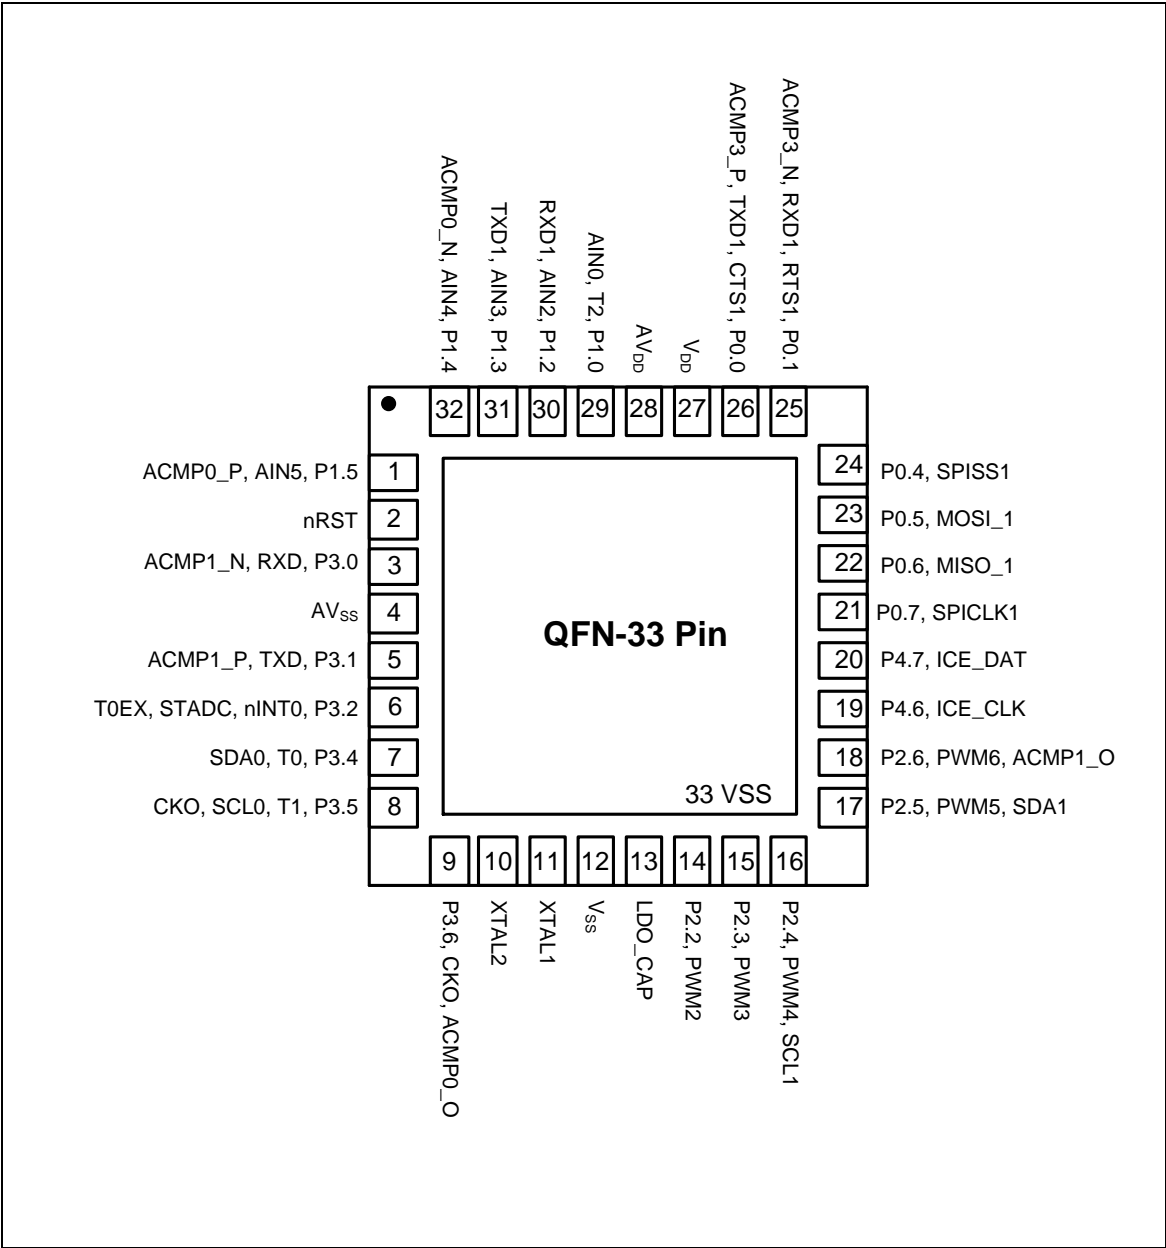 ACMP0_N, AIN4, P1.4
TXD1, AIN3, P1.3
RXD1, AIN2, P1.2
AIN0, T2, P1.0
AVDD
VDD
ACMP3_P, TXD1, CTS1, P0.0
ACMP3_N, RXD1, RTS1, P0.1
32
31
30
29
28
27
26
25
ACMP0_P, AIN5, P1.5
1
nRST
2
ACMP1_N, RXD, P3.0
3
AVSS
4
ACMP1_P, TXD, P3.1
5
T0EX, STADC, nINT0, P3.2
6
SDA0, T0, P3.4
7
CKO, SCL0, T1, P3.5
8
QFN-33 Pin
33 VSS
24
P0.4, SPISS1
23
P0.5, MOSI_1
22
P0.6, MISO_1
21
P0.7, SPICLK1
20
P4.7, ICE_DAT
19
P4.6, ICE_CLK
18
P2.6, PWM6, ACMP1_O
17
P2.5, PWM5, SDA1
9
10
11
12
13
14
15
16
P3.6, CKO, ACMP0_O
XTAL2
XTAL1
VSS
LDO_CAP
P2.2, PWM2
P2.3, PWM3
P2.4, PWM4, SCL1